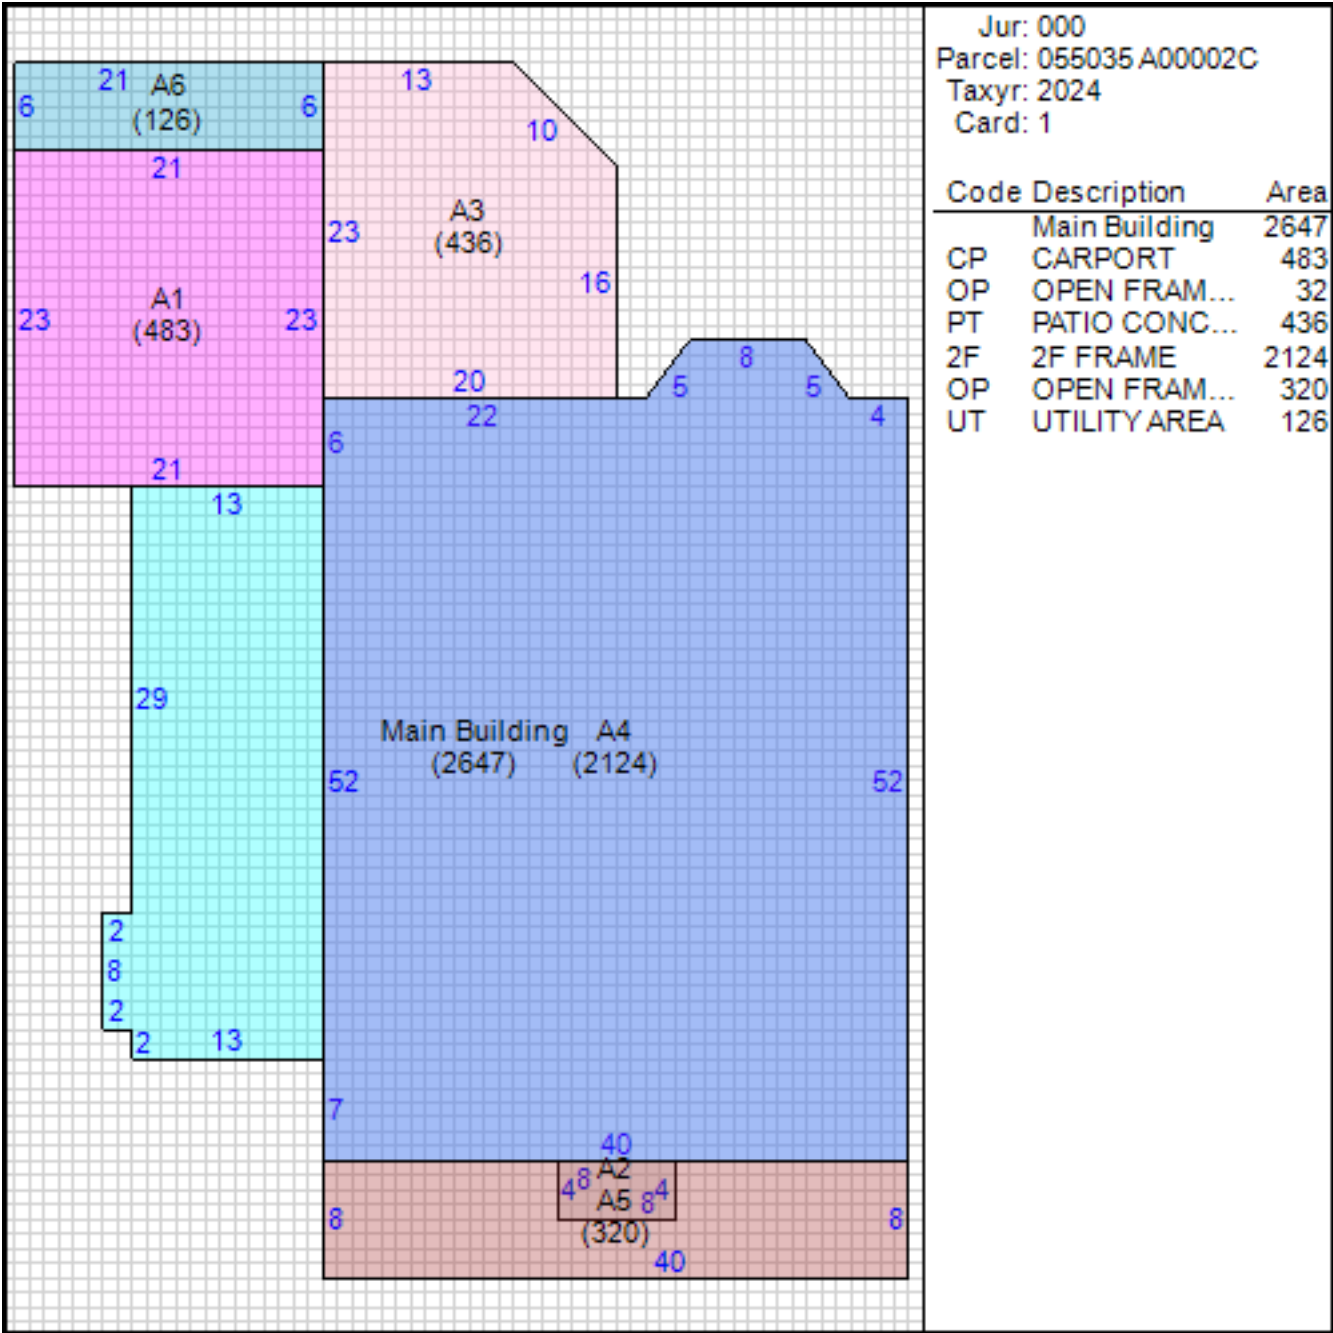 Jur: 000
Parcel: 055035 A00002C
Taxyr: 2024
Card: 1
Code Description Area
Main Building 2647
CP CARPORT 483
OP OPEN FRAM... 32
PT PATIO CONC... 436
2F 2F FRAME 2124
OP OPEN FRAM... 320
UT UTILITY AREA 126
21 A6 13
6 (126) 6
10
21
A3
23 (436)
16
A1
23 (483) 23
20
8
5 5
21 22 4
6
13
29
Main Building A4
(2647) (2124)
52 52
2
8
2
2 13
7
40
A2
4 8 8 4
A5
8 (320) 8
40